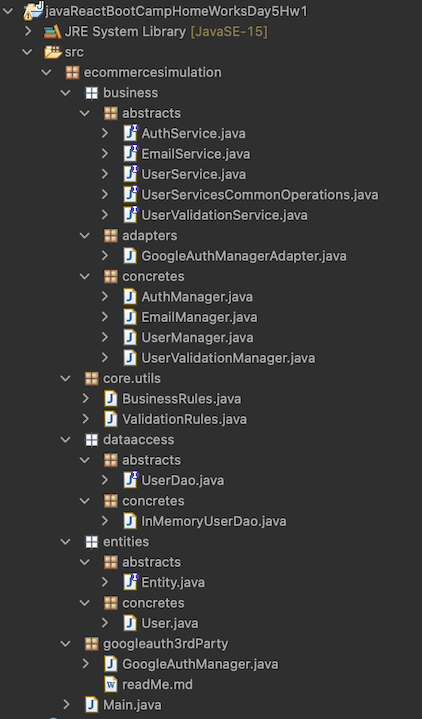 javaReactBootCampHomeWorksDay5Hw1
JRE System Library [JavaSE-15]
src
ecommercesimulation
business
abstracts
AuthService.java
EmailService.java
UserService.java
UserServicesCommonOperations.java
UserValidationService.java
adapters
GoogleAuthManagerAdapter.java
concretes
AuthManager.java
EmailManager.java
UserManager.java
UserValidationManager.java
core.utils
BusinessRules.java
ValidationRules.java
dataaccess
abstracts
UserDao.java
concretes
InMemoryUserDao.java
entities
abstracts
Entity.java
concretes
User.java
googleauth3rdParty
GoogleAuthManager.java
readMe.md
Main.java